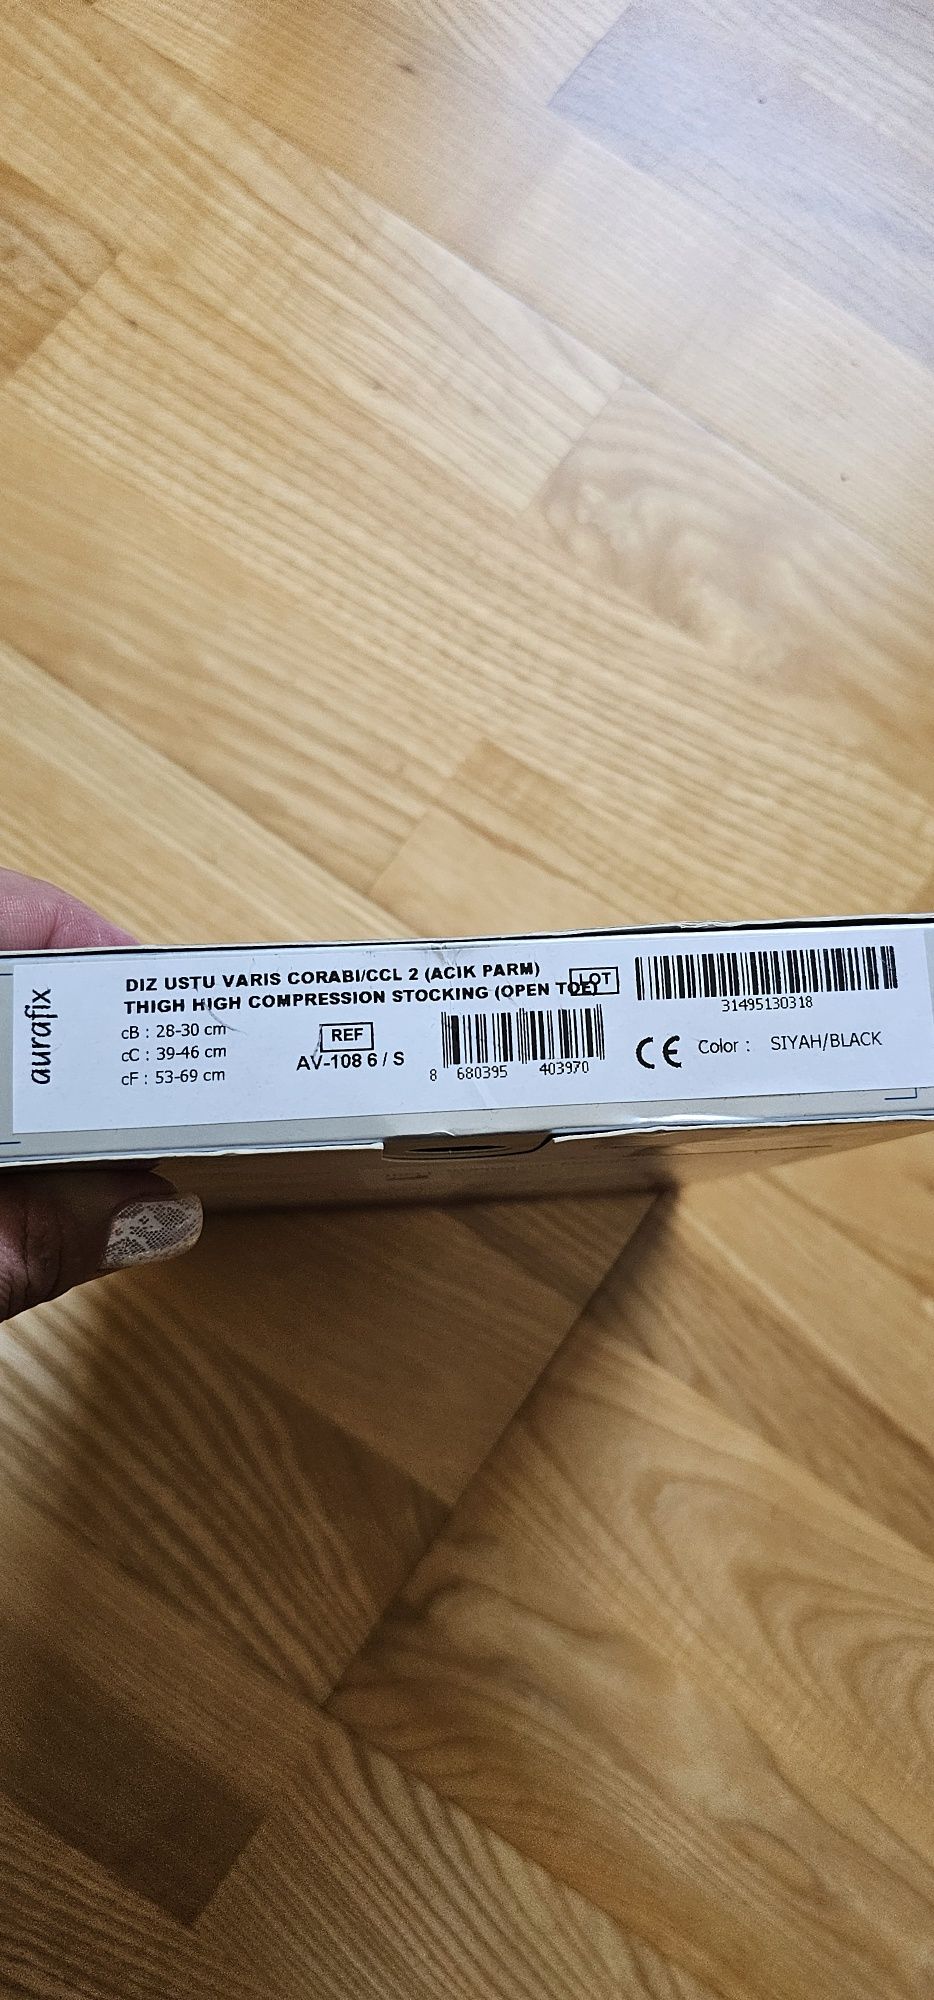 aurafix
DIZ USTU VARIS CORABI/CCL 2 (ACIK PARM)
THIGH HIGH COMPRESSION STOCKING (OPEN TOE)
LOT
31495130318
cB : 28-30 cm
cC : 39-46 cm
cF : 53-69 cm
REF
AV-108 6 / S
8 680395 403970
CE
Color : SIYAH/BLACK